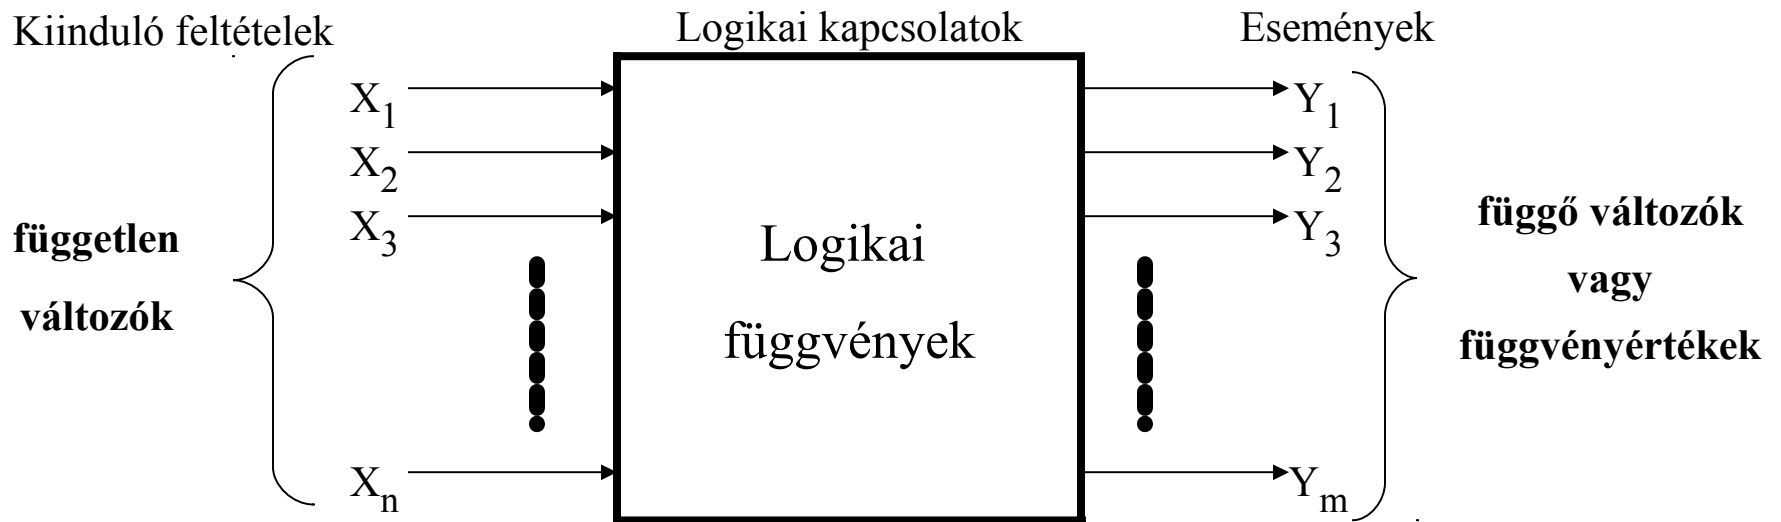 Kiinduló feltételek
Logikai kapcsolatok
Események
X1
X2
X3
Xn
független
változók
Logikai
függvények
Y1
Y2
Y3
Ym
függő változók
vagy
függvényértékek